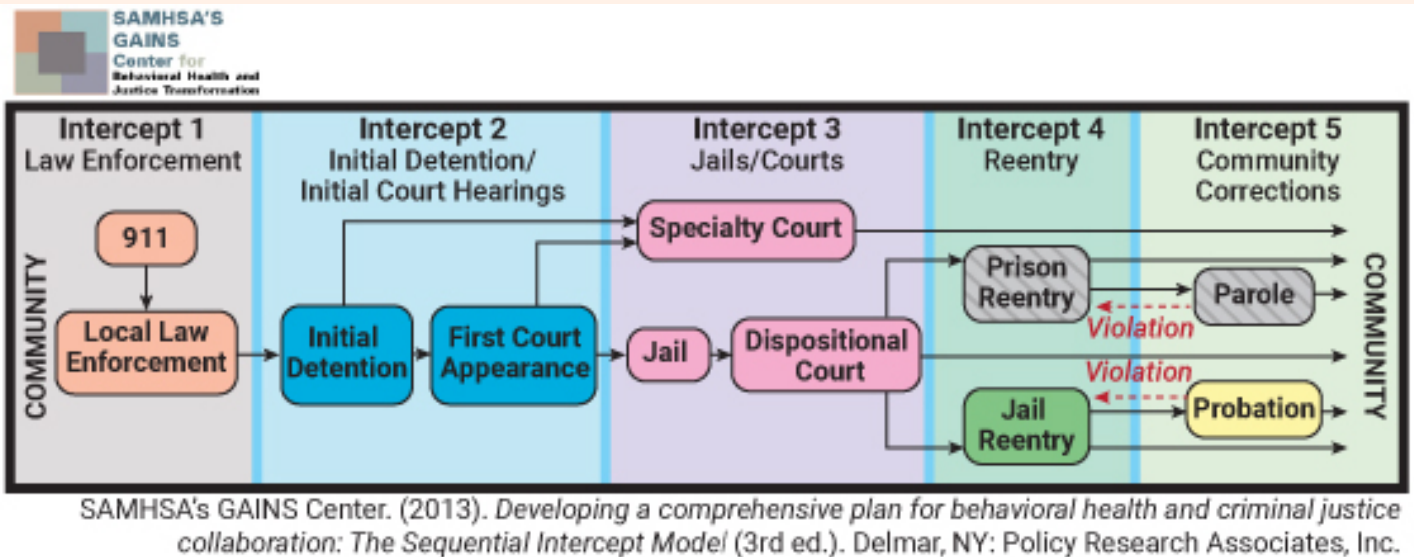 SAMHSA'S
GAINS
Center for
Behavioral Health and
Justice Transformation
Intercept 1
Law Enforcement
Intercept 2
Initial Detention/
Initial Court Hearings
Intercept 3
Jails/Courts
Intercept 4
Reentry
Intercept 5
Community
Corrections
COMMUNITY
911
Local Law
Enforcement
Initial
Detention
First Court
Appearance
Specialty Court
Jail
Dispositional
Court
Prison
Reentry
Parole
Violation
Violation
Jail
Reentry
Probation
COMMUNITY
SAMHSA's GAINS Center. (2013). Developing a comprehensive plan for behavioral health and criminal justice
collaboration: The Sequential Intercept Model (3rd ed.). Delmar, NY: Policy Research Associates, Inc.